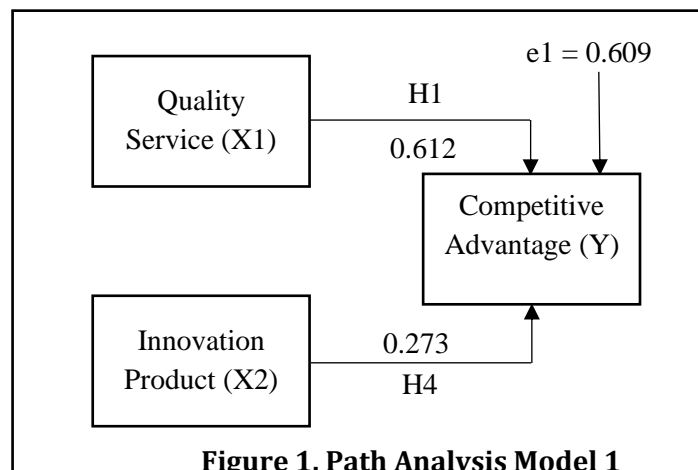 e1 = 0.609
Quality
Service (X1)
H1
0.612
Competitive
Advantage (Y)
Innovation
Product (X2)
0.273
H4
Figure 1. Path Analysis Model 1